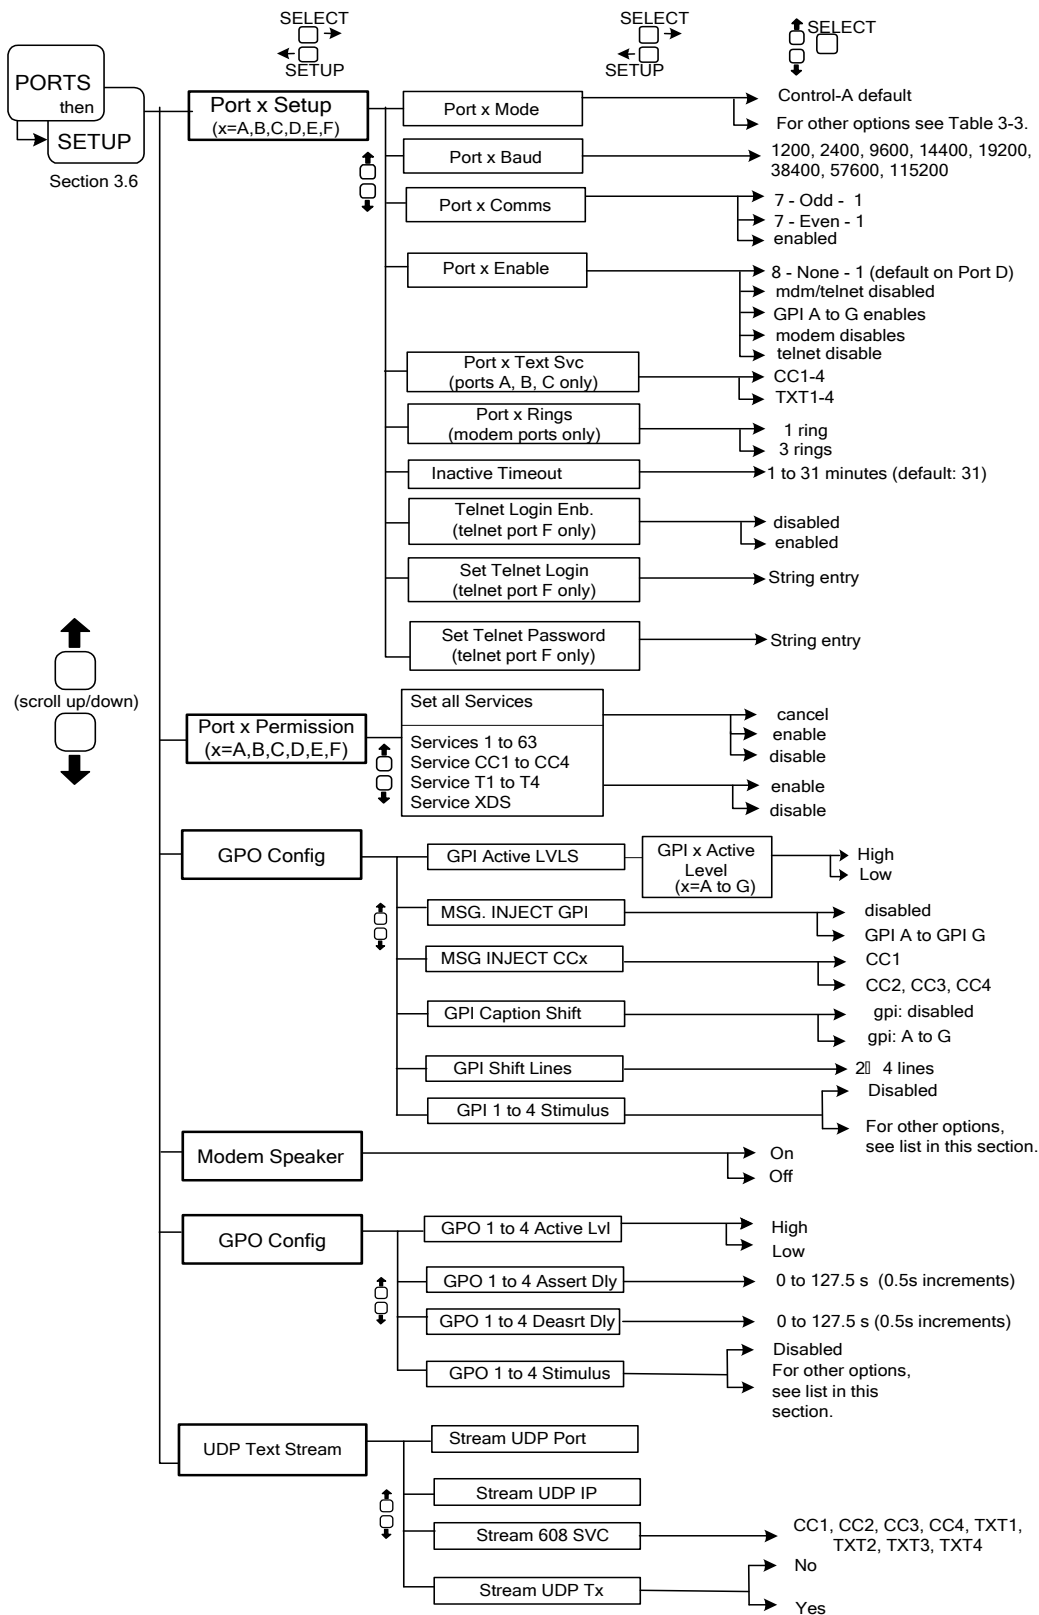 SELECT
SETUP
SELECT
SETUP
SELECT
PORTS
then
SETUP
Section 3.6
(scroll up/down)
Port x Setup
(x=A,B,C,D,E,F)
Port x Mode
Control-A default
For other options see Table 3-3.
Port x Baud
1200, 2400, 9600, 14400, 19200,
38400, 57600, 115200
Port x Comms
7 - Odd - 1
7 - Even - 1
enabled
Port x Enable
8 - None - 1 (default on Port D)
mdm/telnet disabled
GPI A to G enables
modem disables
telnet disable
Port x Text Svc
(ports A, B, C only)
CC1-4
TXT1-4
Port x Rings
(modem ports only)
1 ring
3 rings
Inactive Timeout
1 to 31 minutes (default: 31)
Telnet Login Enb.
(telnet port F only)
disabled
enabled
Set Telnet Login
(telnet port F only)
String entry
Set Telnet Password
(telnet port F only)
String entry
Port x Permission
(x=A,B,C,D,E,F)
Set all Services
cancel
enable
disable
Services 1 to 63
Service CC1 to CC4
Service T1 to T4
Service XDS
enable
disable
GPO Config
GPI Active LVLS
GPI x Active
Level
(x=A to G)
High
Low
MSG. INJECT GPI
disabled
GPI A to GPI G
MSG INJECT CCx
CC1
CC2, CC3, CC4
GPI Caption Shift
gpi: disabled
gpi: A to G
GPI Shift Lines
2 4 lines
GPI 1 to 4 Stimulus
Disabled
For other options,
see list in this section.
Modem Speaker
On
Off
GPO Config
GPO 1 to 4 Active Lvl
High
Low
GPO 1 to 4 Assert Dly
0 to 127.5 s (0.5s increments)
GPO 1 to 4 Deasrt Dly
0 to 127.5 s (0.5s increments)
GPO 1 to 4 Stimulus
Disabled
For other options,
see list in this
section.
UDP Text Stream
Stream UDP Port
Stream UDP IP
Stream 608 SVC
CC1, CC2, CC3, CC4, TXT1,
TXT2, TXT3, TXT4
Stream UDP Tx
No
Yes